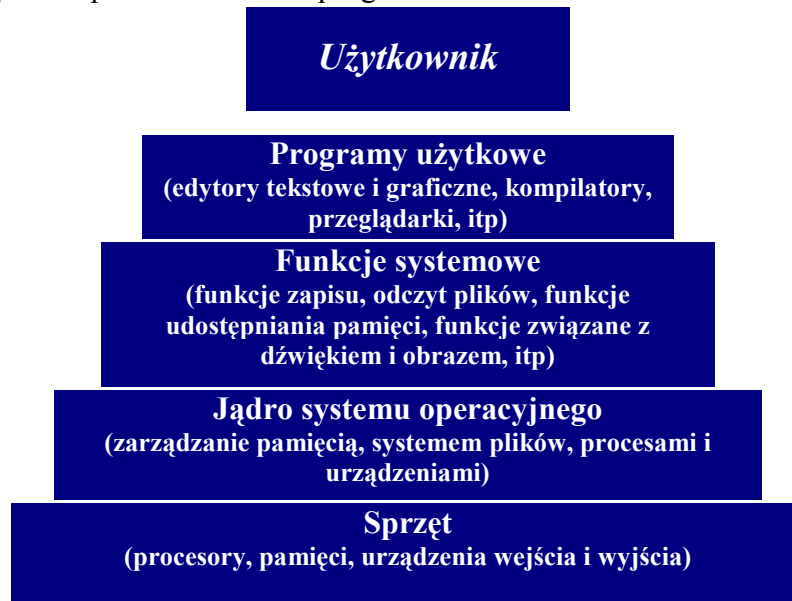 Użytkownik
Programy użytkowe
(edytory tekstowe i graficzne, kompilatory,
przeglądarki, itp)
Funkcje systemowe
(funkcje zapisu, odczyt plików, funkcje
udostępniania pamięci, funkcje związane z
dźwiękiem i obrazem, itp)
Jądro systemu operacyjnego
(zarządzanie pamięcią, systemem plików, procesami i
urządzeniami)
Sprzęt
(procesory, pamięci, urządzenia wejścia i wyjścia)